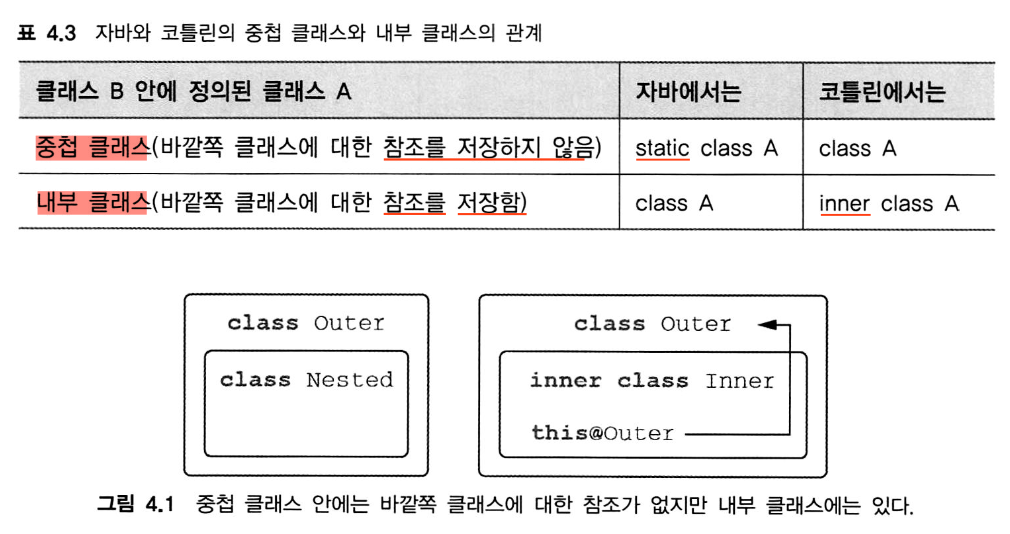 표 4.3 자바와 코틀린의 중첩 클래스와 내부 클래스의 관계
클래스 B 안에 정의된 클래스 A 자바에서는 코틀린에서는
중첩 클래스(바깥쪽 클래스에 대한 참조를 저장하지 않음) static class A class A
내부 클래스(바깥쪽 클래스에 대한 참조를 저장함) class A inner class A
class Outer
class Nested
class Outer
inner class Inner
this@Outer
그림 4.1 중첩 클래스 안에는 바깥쪽 클래스에 대한 참조가 없지만 내부 클래스에는 있다.